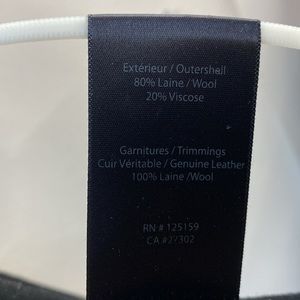 Extérieur / Outershell
80% Laine / Wool
20% Viscose
Garnitures / Trimmings
Cuir Véritable / Genuine Leather
100% Laine /Wool
RN # 125159
CA #27302